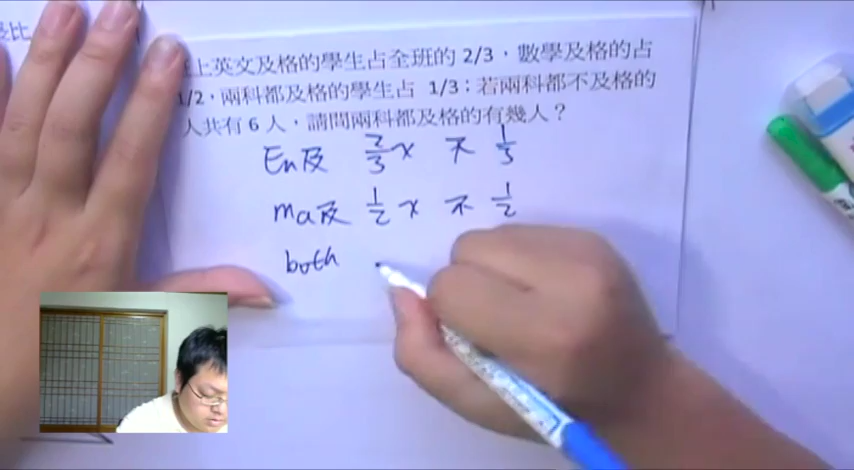 比
上英文及格的學生占全班的 2/3，數學及格的占
1/2，兩科都及格的學生占 1/3：若兩科都不及格的
人共有 6 人，請問兩科都及格的有幾人？
En及 2/3 x 不 1/3
ma及 1/2 x 不 1/2
both